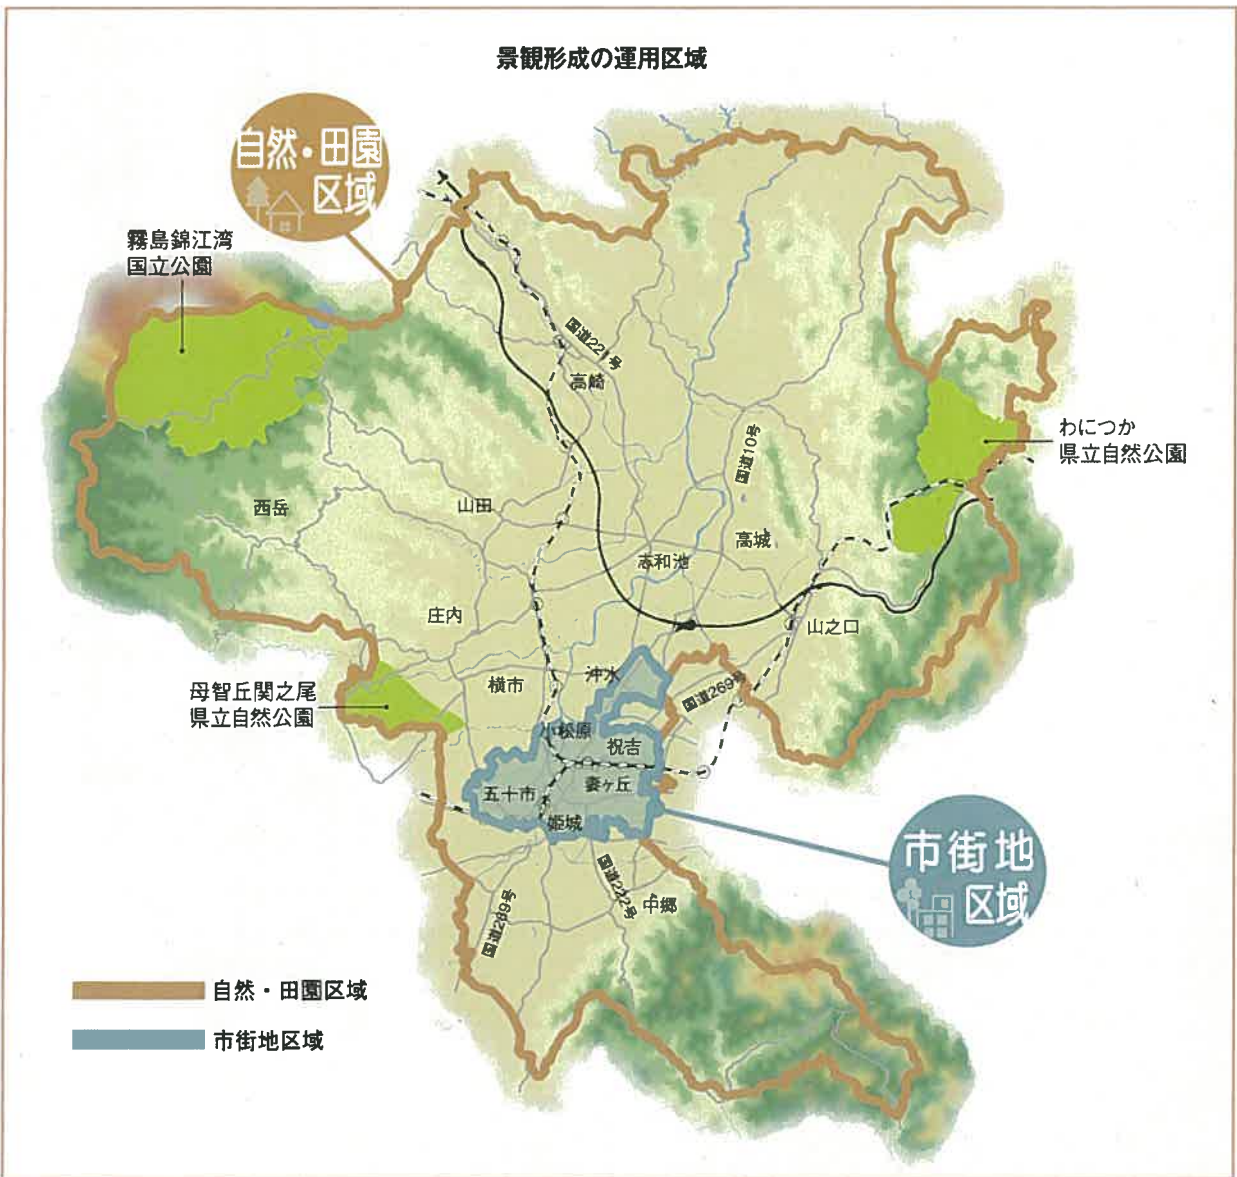 景観形成の運用区域
自然・田園
区域
霧島錦江湾
国立公園
国道221号
高崎
わにつか
県立自然公園
国道10号
西岳
山田
高城
志和池
庄内
山之口
沖水
横市
国道269号
母智丘関之尾
県立自然公園
小松原
祝吉
妻ヶ丘
五十市
姫城
市街地
区域
国道222号
中郷
国道269号
自然・田園区域
市街地区域